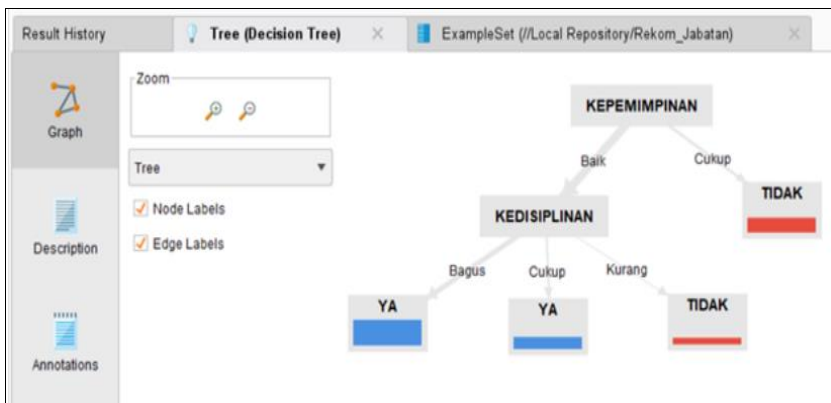 Result History
Tree (Decision Tree)
ExampleSet (//Local Repository/Rekom_Jabatan)
Graph
Description
Annotations
Zoom
Tree
Node Labels
Edge Labels
KEPEMIMPINAN
Baik
Cukup
KEDISIPLINAN
TIDAK
Bagus
Cukup
Kurang
YA
YA
TIDAK